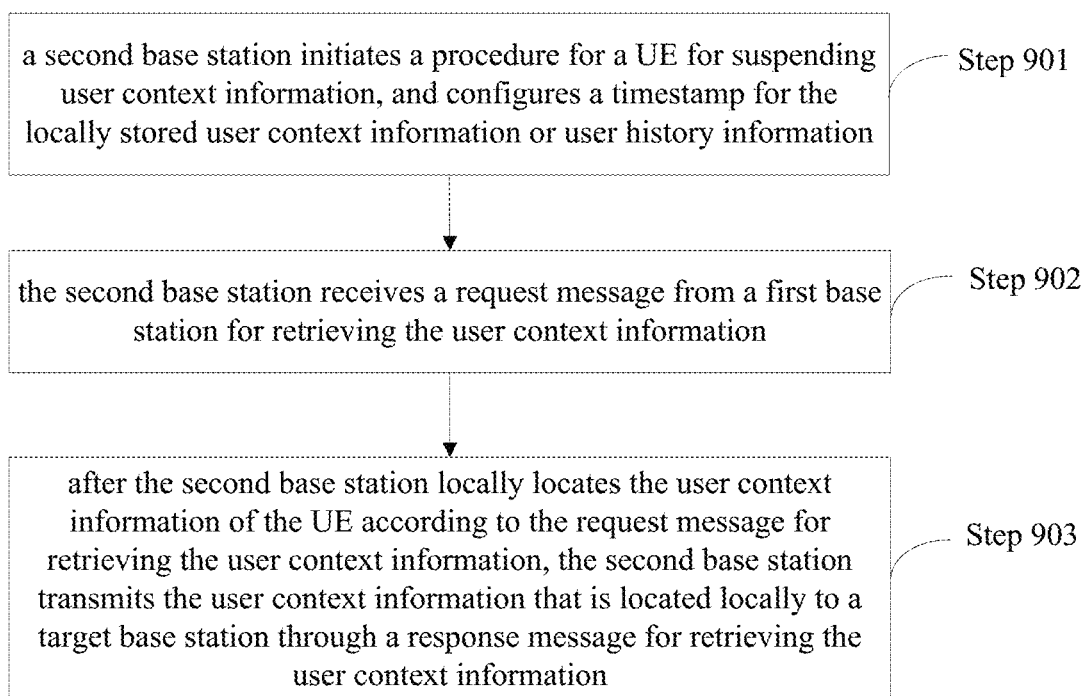 a second base station initiates a procedure for a UE for suspending
user context information, and configures a timestamp for the
locally stored user context information or user history information
Step 901
the second base station receives a request message from a first base
station for retrieving the user context information
Step 902
after the second base station locally locates the user context
information of the UE according to the request message for
retrieving the user context information, the second base station
transmits the user context information that is located locally to a
target base station through a response message for retrieving the
user context information
Step 903